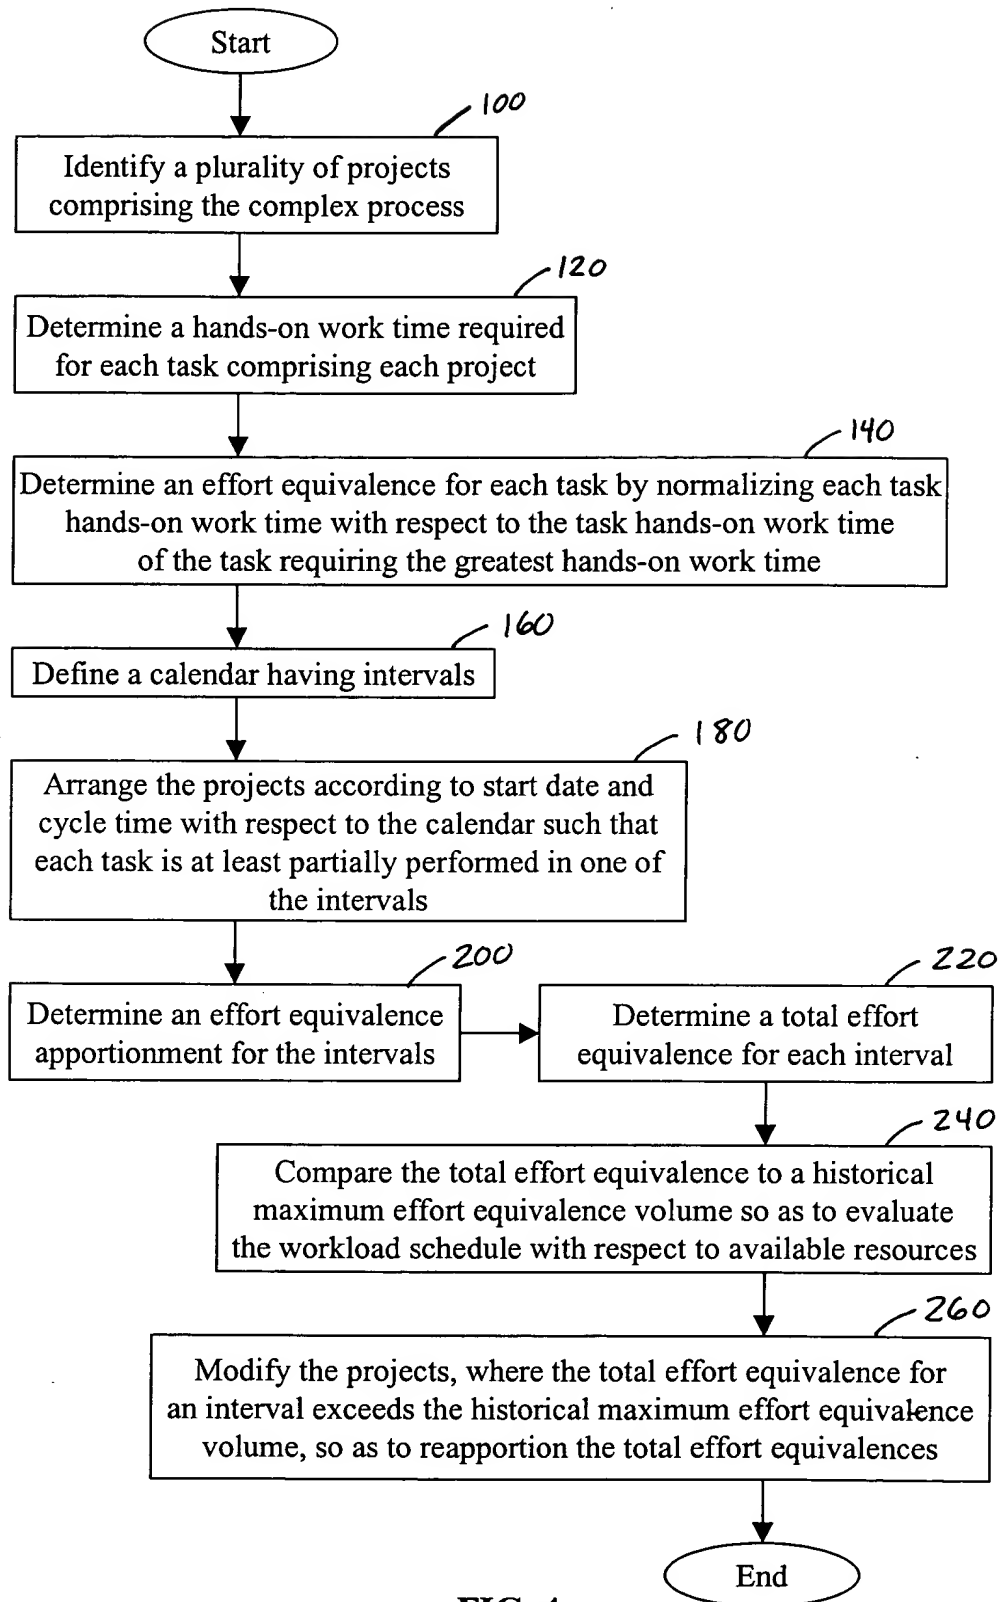 Start
100
Identify a plurality of projects
comprising the complex process
120
Determine a hands-on work time required
for each task comprising each project
140
Determine an effort equivalence for each task by normalizing each task
hands-on work time with respect to the task hands-on work time
of the task requiring the greatest hands-on work time
160
Define a calendar having intervals
180
Arrange the projects according to start date and
cycle time with respect to the calendar such that
each task is at least partially performed in one of
the intervals
200
Determine an effort equivalence
apportionment for the intervals
220
Determine a total effort
equivalence for each interval
240
Compare the total effort equivalence to a historical
maximum effort equivalence volume so as to evaluate
the workload schedule with respect to available resources
260
Modify the projects, where the total effort equivalence for
an interval exceeds the historical maximum effort equivalence
volume, so as to reapportion the total effort equivalences
End